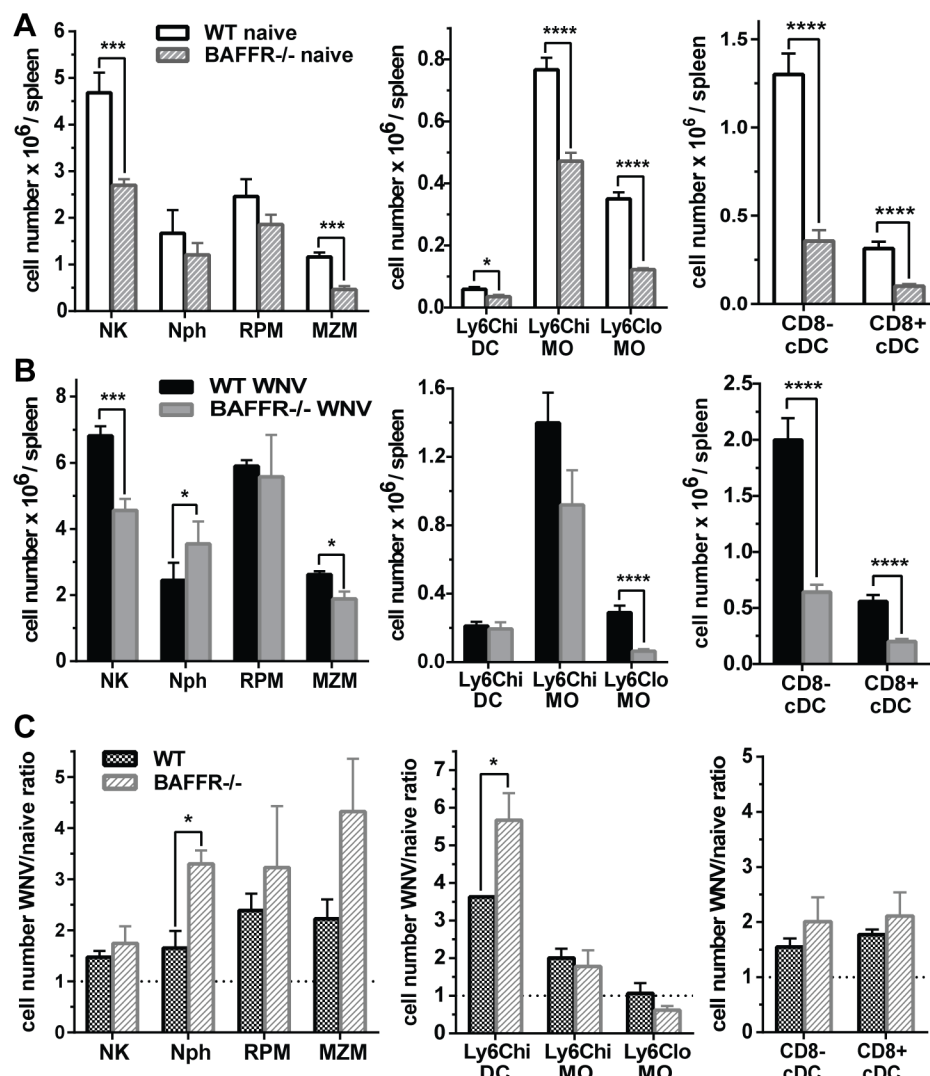 A
WT naive
BAFFR-/- naive
cell number x 10⁶ / spleen
6
5
4
3
2
1
0
***
***
NK Nph RPM MZM
cell number x 10⁶ / spleen
0.8
0.6
0.4
0.2
0.0
*
****
****
Ly6Chi Ly6Chi Ly6Clo
DC MO MO
cell number x 10⁶ / spleen
1.5
1.0
0.5
0.0
****
****
CD8- CD8+
cDC cDC
B
WT WNV
BAFFR-/- WNV
cell number x 10⁶ / spleen
8
6
4
2
0
***
*
*
NK Nph RPM MZM
cell number x 10⁶ / spleen
1.6
1.2
0.8
0.4
0.0
****
Ly6Chi Ly6Chi Ly6Clo
DC MO MO
cell number x 10⁶ / spleen
2.5
2.0
1.5
1.0
0.5
0.0
****
****
CD8- CD8+
cDC cDC
C
WT
BAFFR-/-
cell number WNV/naive ratio
5
4
3
2
1
0
*
NK Nph RPM MZM
cell number WNV/naive ratio
7
6
5
4
3
2
1
0
*
Ly6Chi Ly6Chi Ly6Clo
DC MO MO
cell number WNV/naive ratio
5
4
3
2
1
0
CD8- CD8+
cDC cDC